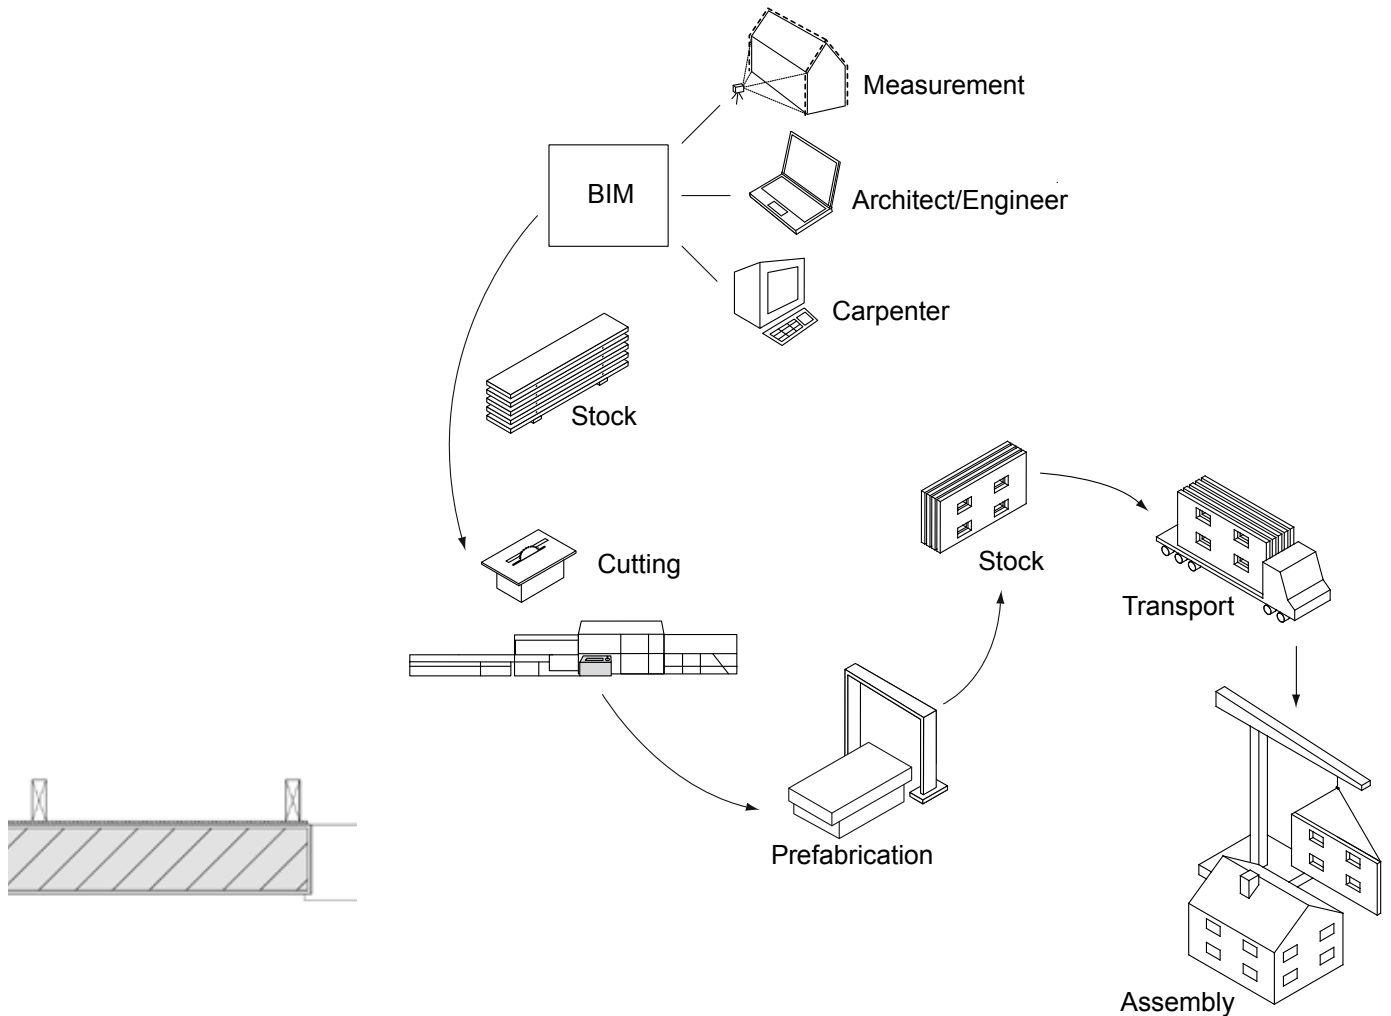 Measurement
BIM
Architect/Engineer
Carpenter
Stock
Cutting
Stock
Transport
Prefabrication
Assembly